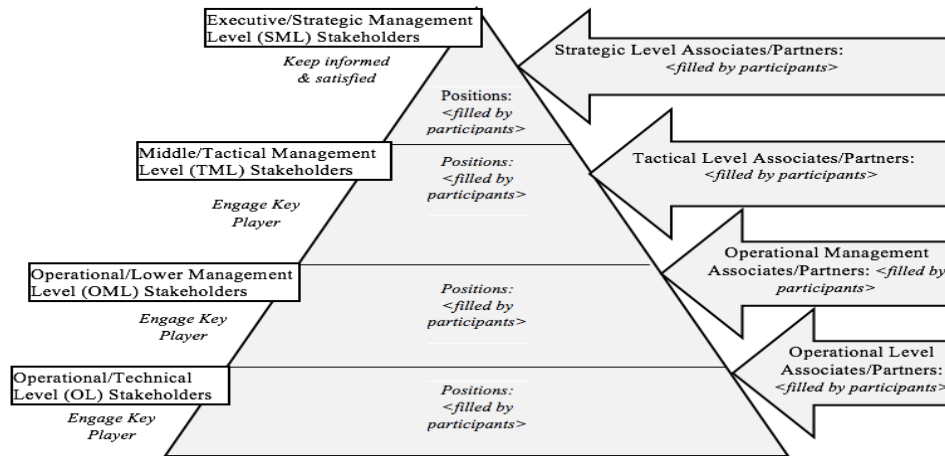 Executive/Strategic Management
Level (SML) Stakeholders
Keep informed
& satisfied
Strategic Level Associates/Partners:
<filled by participants>
Positions:
<filled by
participants>
Middle/Tactical Management
Level (TML) Stakeholders
Engage Key
Player
Positions:
<filled by
participants>
Tactical Level Associates/Partners:
<filled by participants>
Operational/Lower Management
Level (OML) Stakeholders
Engage Key
Player
Positions:
<filled by
participants>
Operational Management
Associates/Partners: <filled by
participants>
Operational/Technical
Level (OL) Stakeholders
Engage Key
Player
Positions:
<filled by
participants>
Operational Level
Associates/Partners:
<filled by participants>